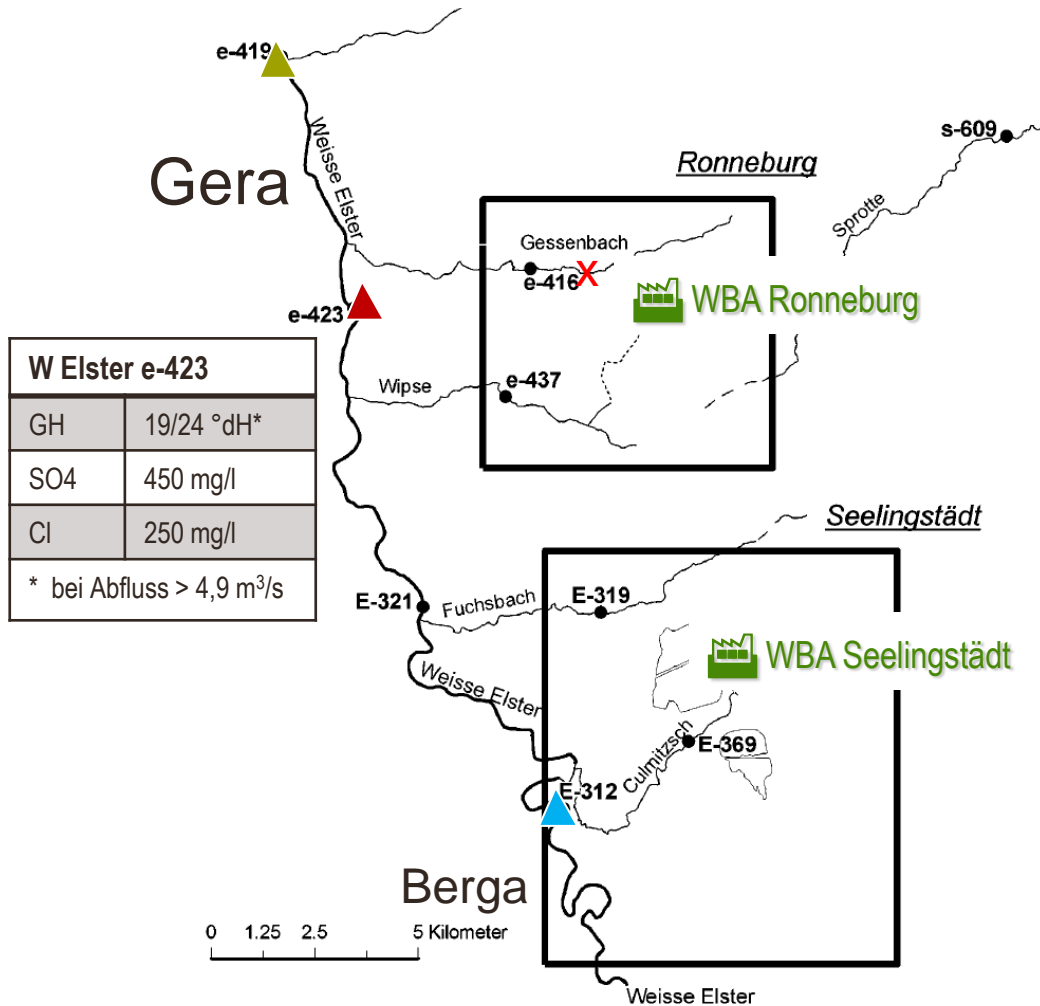 e-419
Weisse Elster
Gera
s-609
Ronneburg
Sprotte
Gessenbach
e-416
X
WBA Ronneburg
e-423
W Elster e-423
GH 19/24 °dH*
SO4 450 mg/l
Cl 250 mg/l
* bei Abfluss > 4,9 m³/s
Wipse
e-437
Seelingstädt
E-321
Fuchsbach
E-319
WBA Seelingstädt
Weisse Elster
Culmitzsch
E-369
E-312
Berga
0 1.25 2.5 5 Kilometer
Weisse Elster